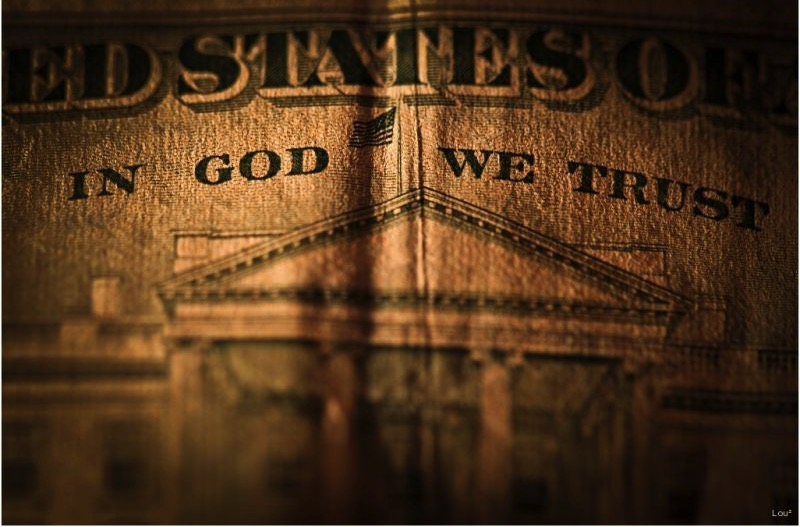 ED STATES OF A
IN GOD WE TRUST
Lou²